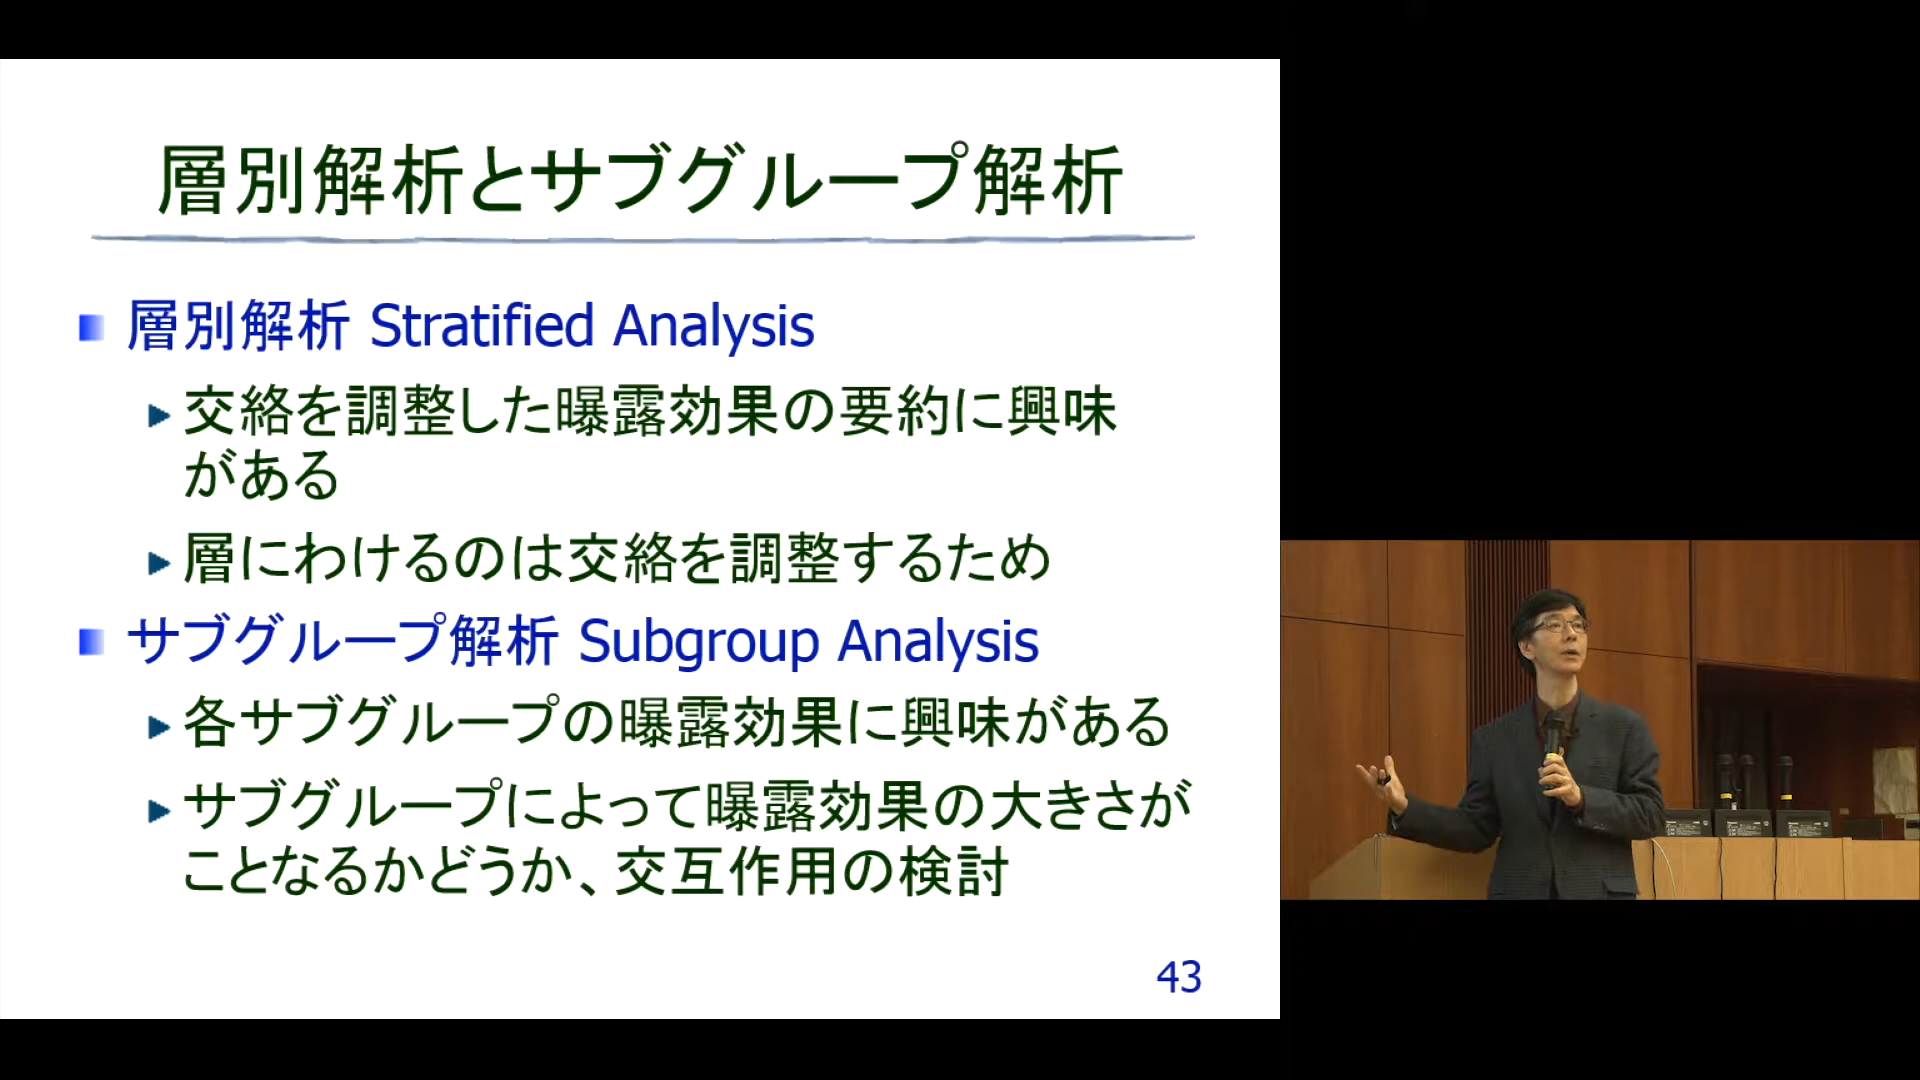 層別解析とサブグループ解析
層別解析 Stratified Analysis
交絡を調整した曝露効果の要約に興味
がある
層にわけるのは交絡を調整するため
サブグループ解析 Subgroup Analysis
各サブグループの曝露効果に興味がある
サブグループによって曝露効果の大きさが
ことなるかどうか、交互作用の検討
43